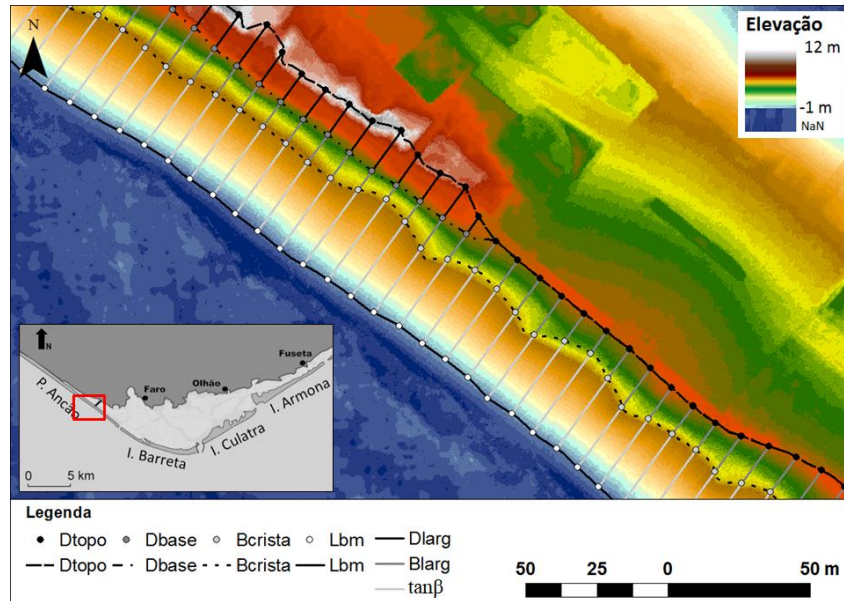 N
Elevação
12 m
-1 m
NaN
N
Fuseta
Olhão
Faro
P. Ancão
I. Armona
I. Culatra
I. Barreta
0 5 km
Legenda
Dtopo Dbase Bcrista Lbm Dlarg
Dtopo Dbase Bcrista Lbm Blarg
tanβ
50 25 0 50 m